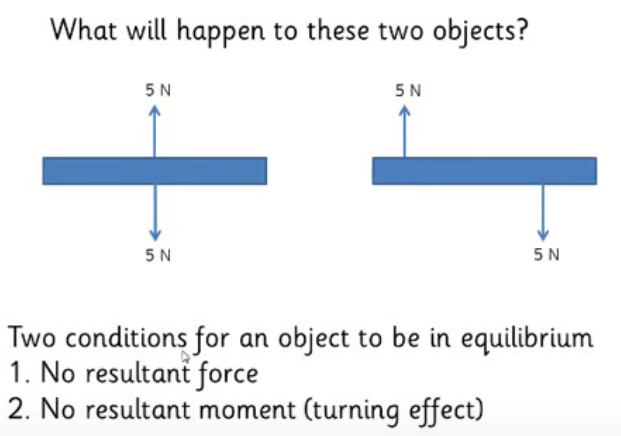 What will happen to these two objects?
5 N
5 N
5 N
5 N
Two conditions for an object to be in equilibrium
1. No resultant force
2. No resultant moment (turning effect)